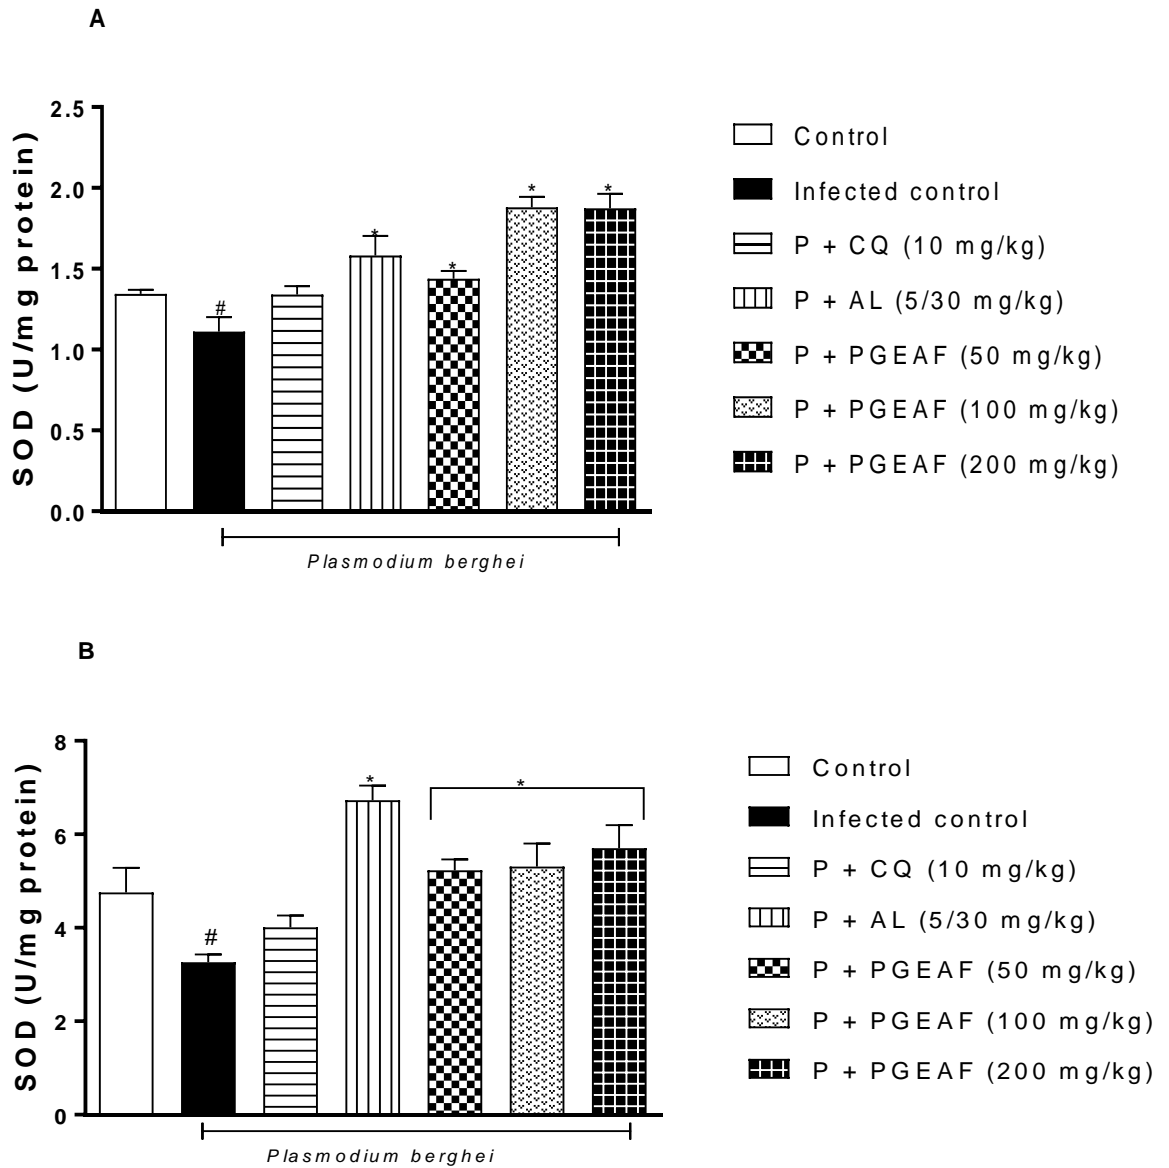 A
SOD (U/mg protein)
2.5
2.0
1.5
1.0
0.5
0.0
#
*
*
*
*
Plasmodium berghei
Control
Infected control
P + CQ (10 mg/kg)
P + AL (5/30 mg/kg)
P + PGEAF (50 mg/kg)
P + PGEAF (100 mg/kg)
P + PGEAF (200 mg/kg)
B
SOD (U/mg protein)
8
6
4
2
0
#
*
*
Plasmodium berghei
Control
Infected control
P + CQ (10 mg/kg)
P + AL (5/30 mg/kg)
P + PGEAF (50 mg/kg)
P + PGEAF (100 mg/kg)
P + PGEAF (200 mg/kg)